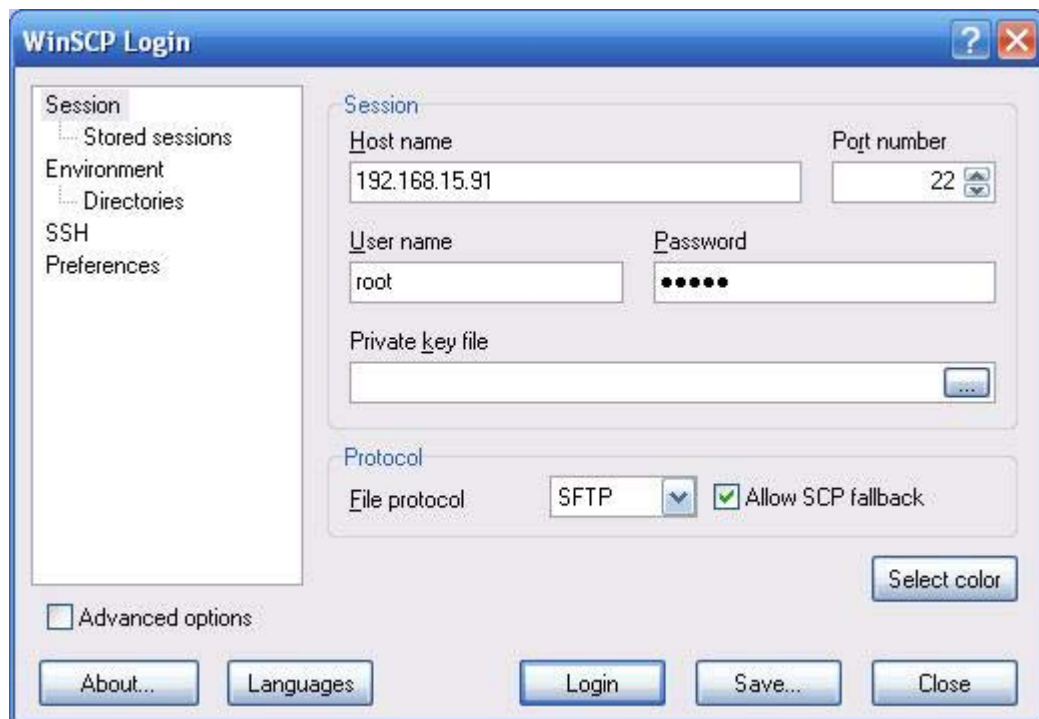 WinSCP Login
Session
Stored sessions
Environment
Directories
SSH
Preferences
Advanced options
Session
Host name
Port number
192.168.15.91
22
User name
Password
root
●●●●●
Private key file
...
Protocol
File protocol
SFTP
Allow SCP fallback
Select color
About...
Languages
Login
Save...
Close